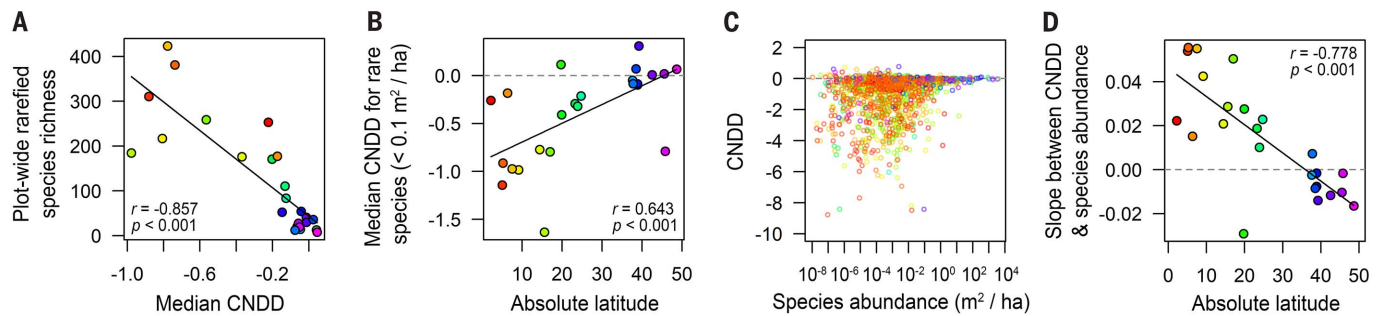 A
Plot-wide rarefied
species richness
400
300
200
100
0
r = -0.857
p < 0.001
-1.0
-0.6
-0.2
Median CNDD
B
Median CNDD for rare
species (< 0.1 m² / ha)
0.0
-0.5
-1.0
-1.5
r = 0.643
p < 0.001
10
20
30
40
50
Absolute latitude
C
CNDD
2
0
-2
-4
-6
-8
-10
10⁻⁸
10⁻⁶
10⁻⁴
10⁻²
10⁰
10²
10⁴
Species abundance (m² / ha)
D
Slope between CNDD
& species abundance
0.04
0.02
0.00
-0.02
r = -0.778
p < 0.001
0
10
20
30
40
50
Absolute latitude